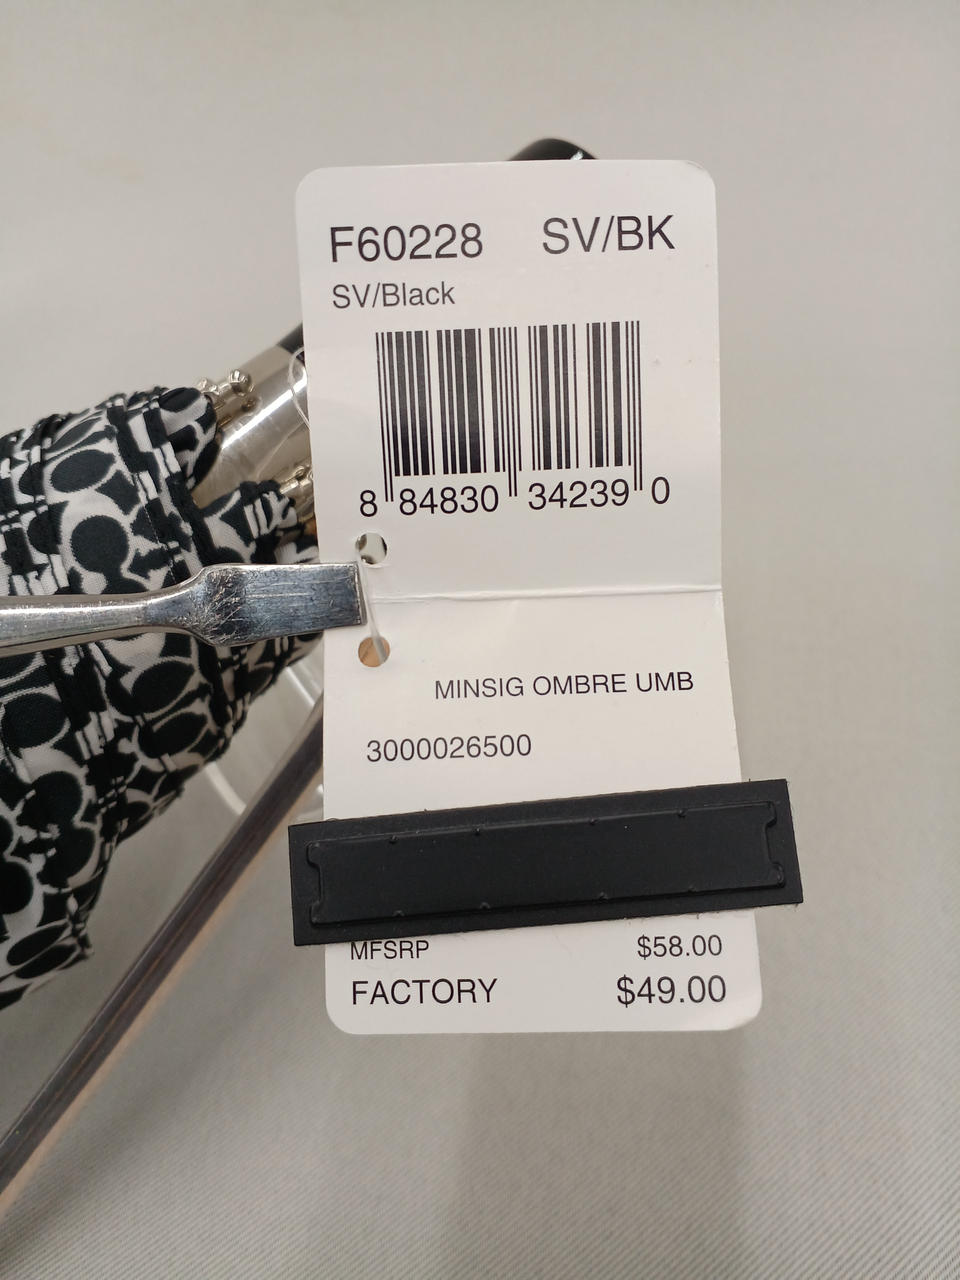 F60228 SV/BK
SV/Black
8 84830 34239 0
MINSIG OMBRE UMB
3000026500
MFSRP $58.00
FACTORY $49.00